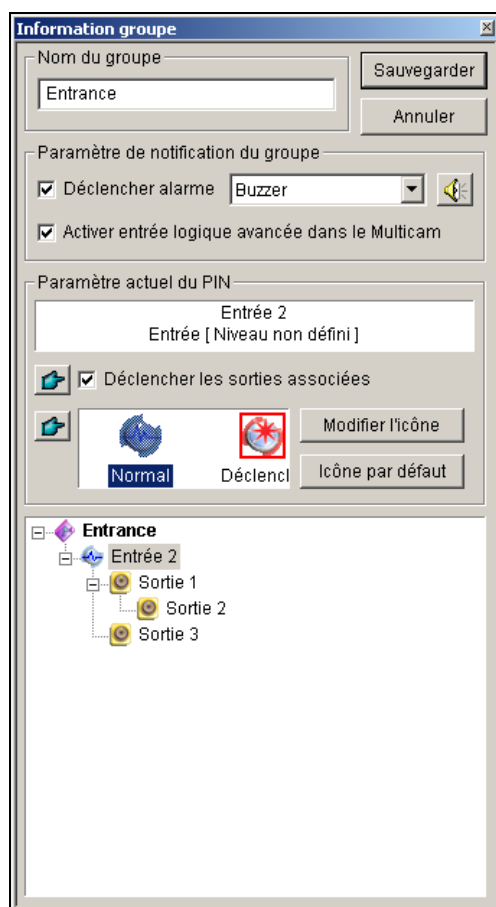 Information groupe
Nom du groupe
Sauvegarder
Entrance
Annuler
Paramètre de notification du groupe
Déclencher alarme
Buzzer
Activer entrée logique avancée dans le Multicam
Paramètre actuel du PIN
Entrée 2
Entrée [ Niveau non défini ]
Déclencher les sorties associées
Modifier l'icône
Normal
Déclencl
Icône par défaut
Entrance
Entrée 2
Sortie 1
Sortie 2
Sortie 3